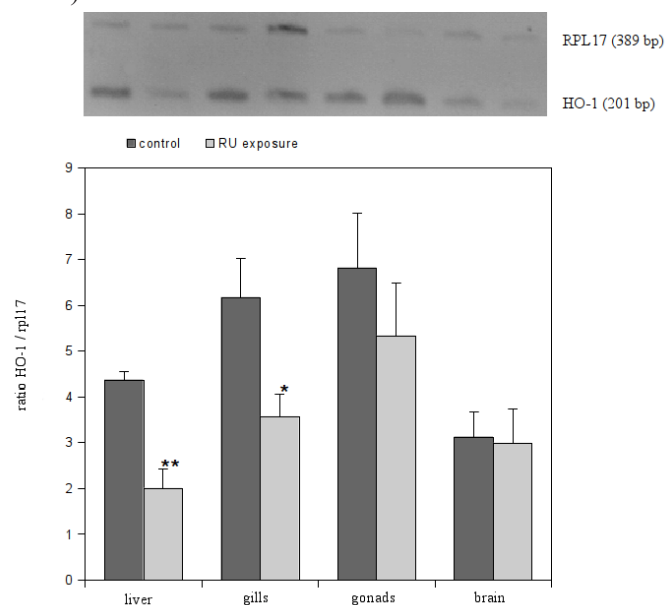 )
RPL17 (389 bp)
HO-1 (201 bp)
control RU exposure
9
8
7
6
5
4
3
2
1
0
ratio HO-1 / rpl17
**
*
liver gills gonads brain